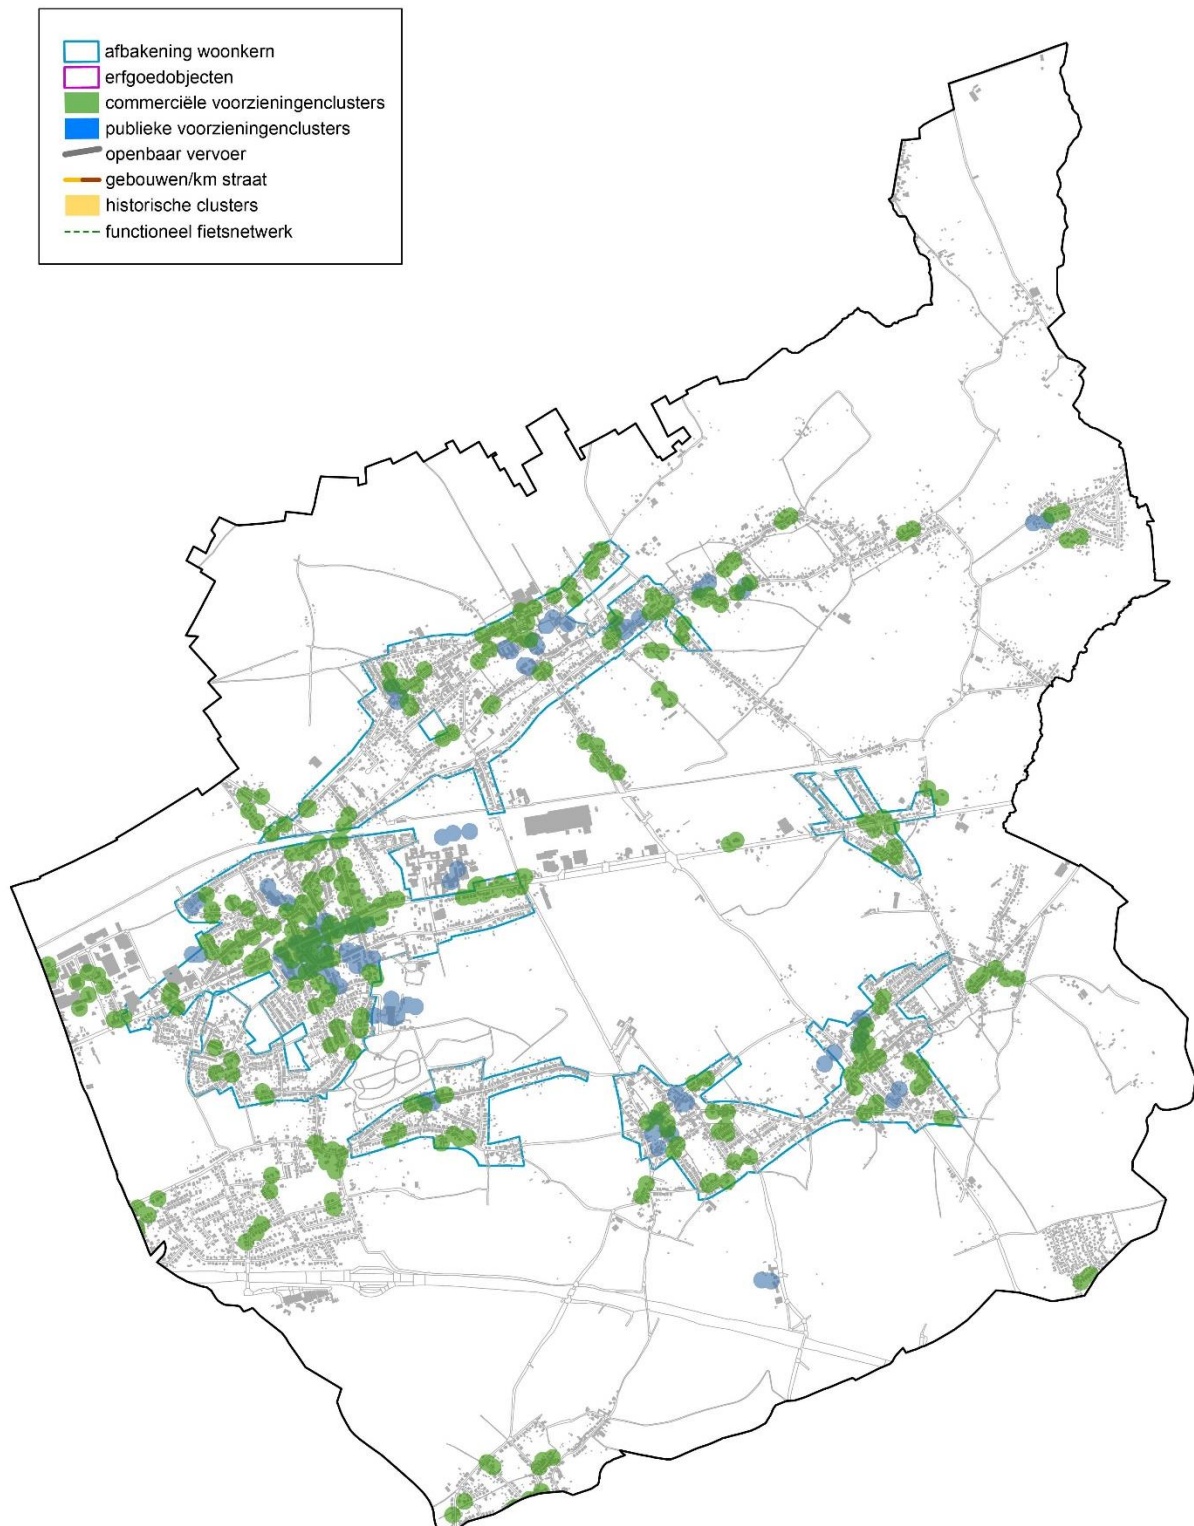 afbakening woonkern
erfgoedobjecten
commerciële voorzieningenclusters
publieke voorzieningenclusters
openbaar vervoer
gebouwen/km straat
historische clusters
functioneel fietsnetwerk